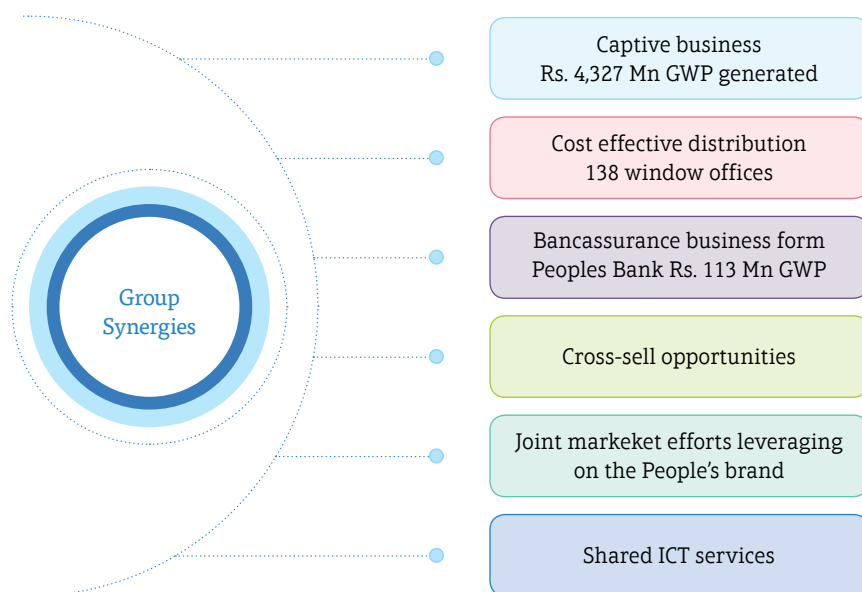 Group
Synergies
Captive business
Rs. 4,327 Mn GWP generated
Cost effective distribution
138 window offices
Bancassurance business form
Peoples Bank Rs. 113 Mn GWP
Cross-sell opportunities
Joint markeket efforts leveraging
on the People’s brand
Shared ICT services